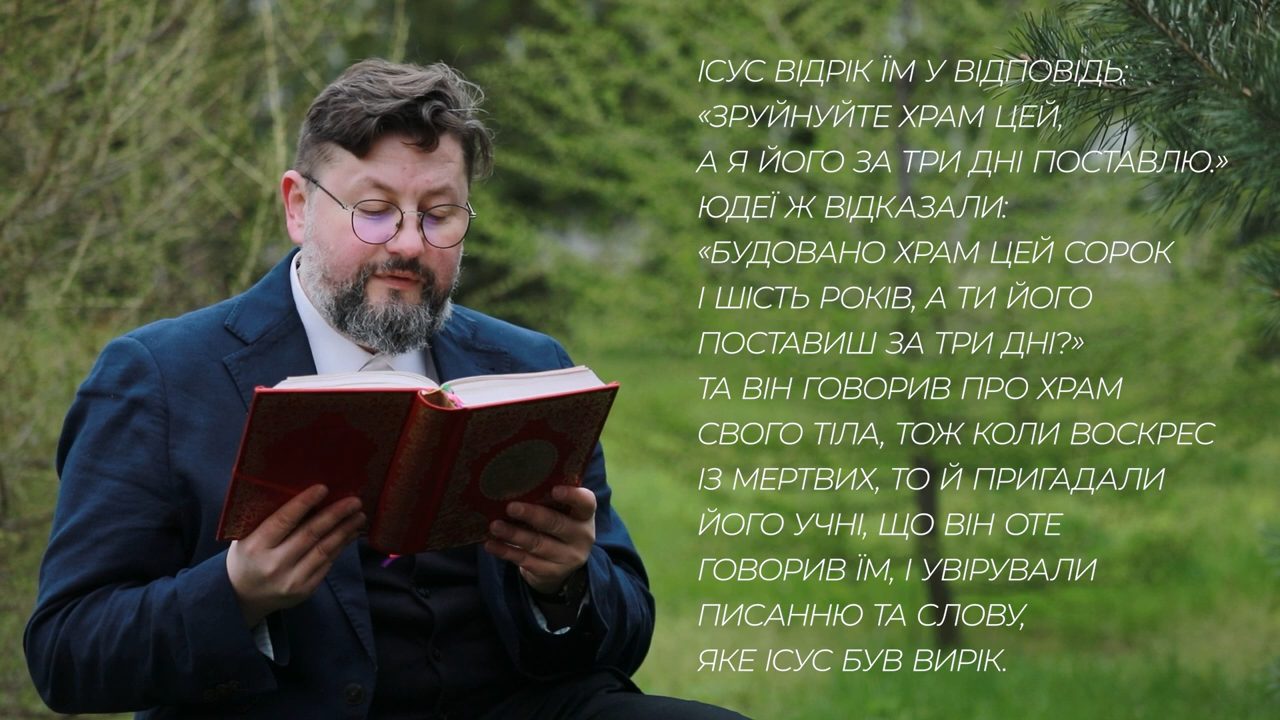 ІСУС ВІДРІК ЇМ У ВІДПОВІДЬ:
«ЗРУЙНУЙТЕ ХРАМ ЦЕЙ,
А Я ЙОГО ЗА ТРИ ДНІ ПОСТАВЛЮ.»
ЮДЕЇ Ж ВІДКАЗАЛИ:
«БУДОВАНО ХРАМ ЦЕЙ СОРОК
І ШІСТЬ РОКІВ, А ТИ ЙОГО
ПОСТАВИШ ЗА ТРИ ДНІ?»
ТА ВІН ГОВОРИВ ПРО ХРАМ
СВОГО ТІЛА, ТОЖ КОЛИ ВОСКРЕС
ІЗ МЕРТВИХ, ТО Й ПРИГАДАЛИ
ЙОГО УЧНІ, ЩО ВІН ОТЕ
ГОВОРИВ ЇМ, І УВІРУВАЛИ
ПИСАННЮ ТА СЛОВУ,
ЯКЕ ІСУС БУВ ВИРІК.